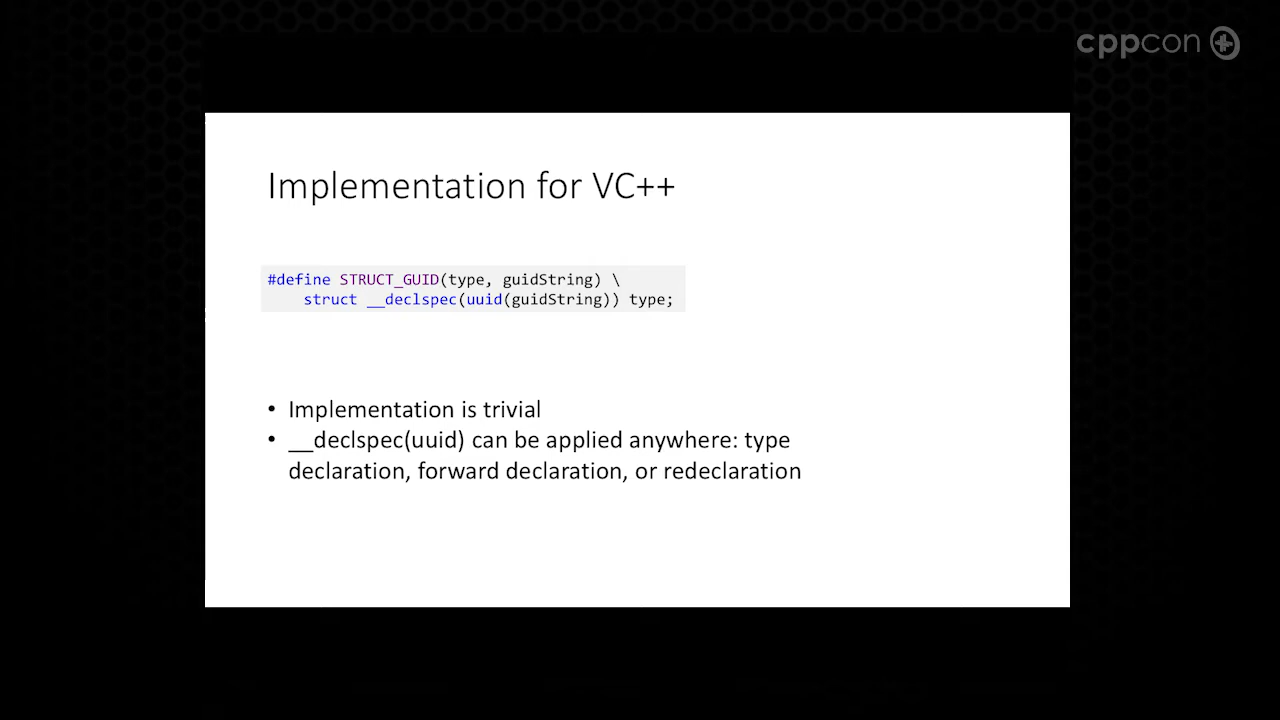 cppcon
Implementation for VC++
#define STRUCT_GUID(type, guidString) \
struct __declspec(uuid(guidString)) type;
• Implementation is trivial
• __declspec(uuid) can be applied anywhere: type
declaration, forward declaration, or redeclaration